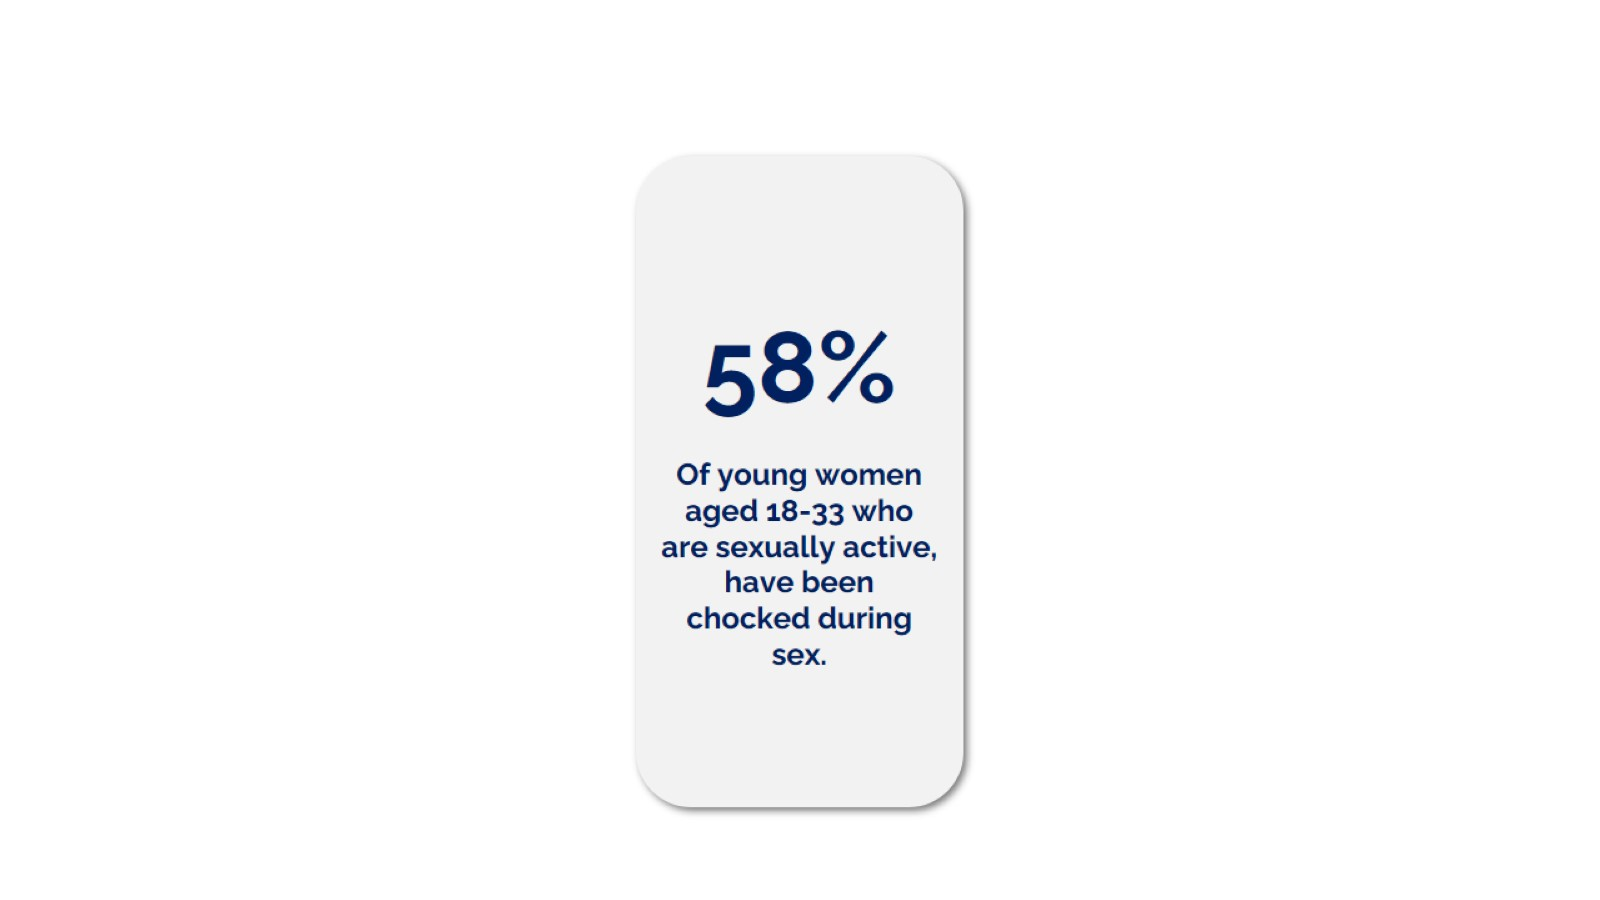 58%
Of young women
aged 18-33 who
are sexually active,
have been
chocked during
sex.